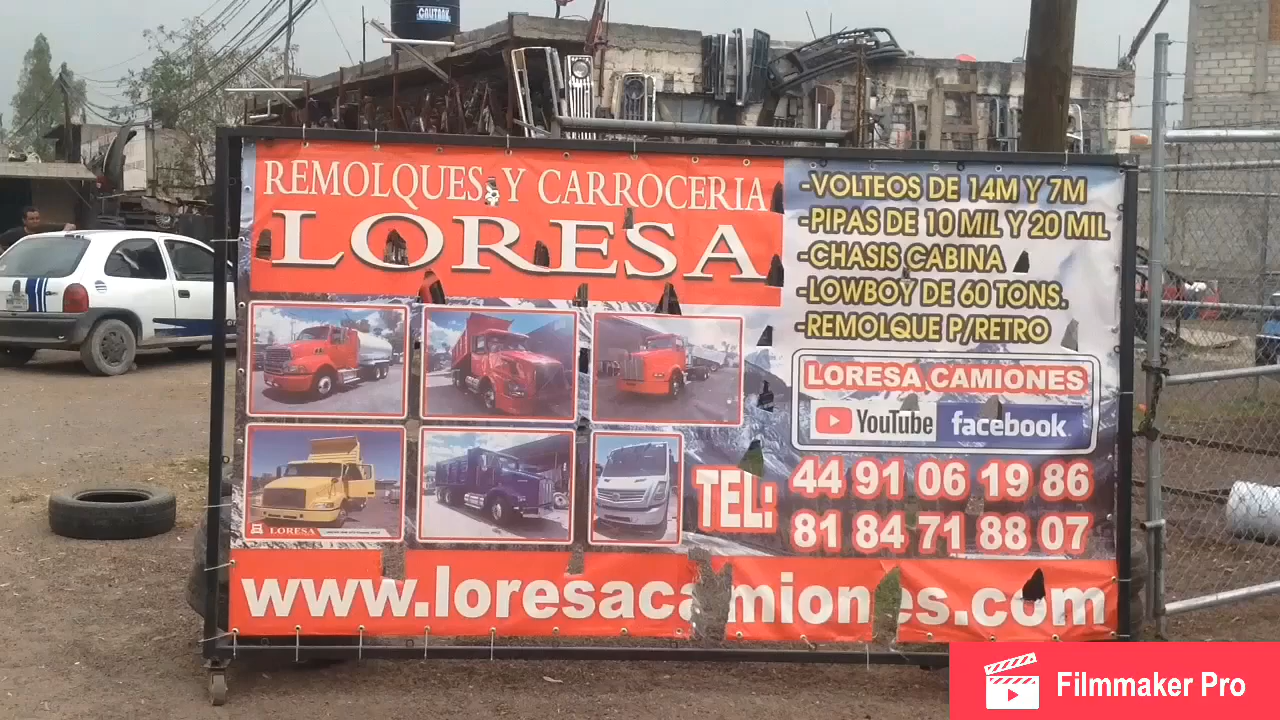 CAUTANK
REMOLQUES Y CARROCERIA
LORESA
-VOLTEOS DE 14M Y 7M
-PIPAS DE 10 MIL Y 20 MIL
-CHASIS CABINA
-LOWBOY DE 60 TONS.
-REMOLQUE P/RETRO
LORESA CAMIONES
YouTube facebook
LORESA
TEL: 44 91 06 19 86
81 84 71 88 07
www.loresacamiones.com
Filmmaker Pro